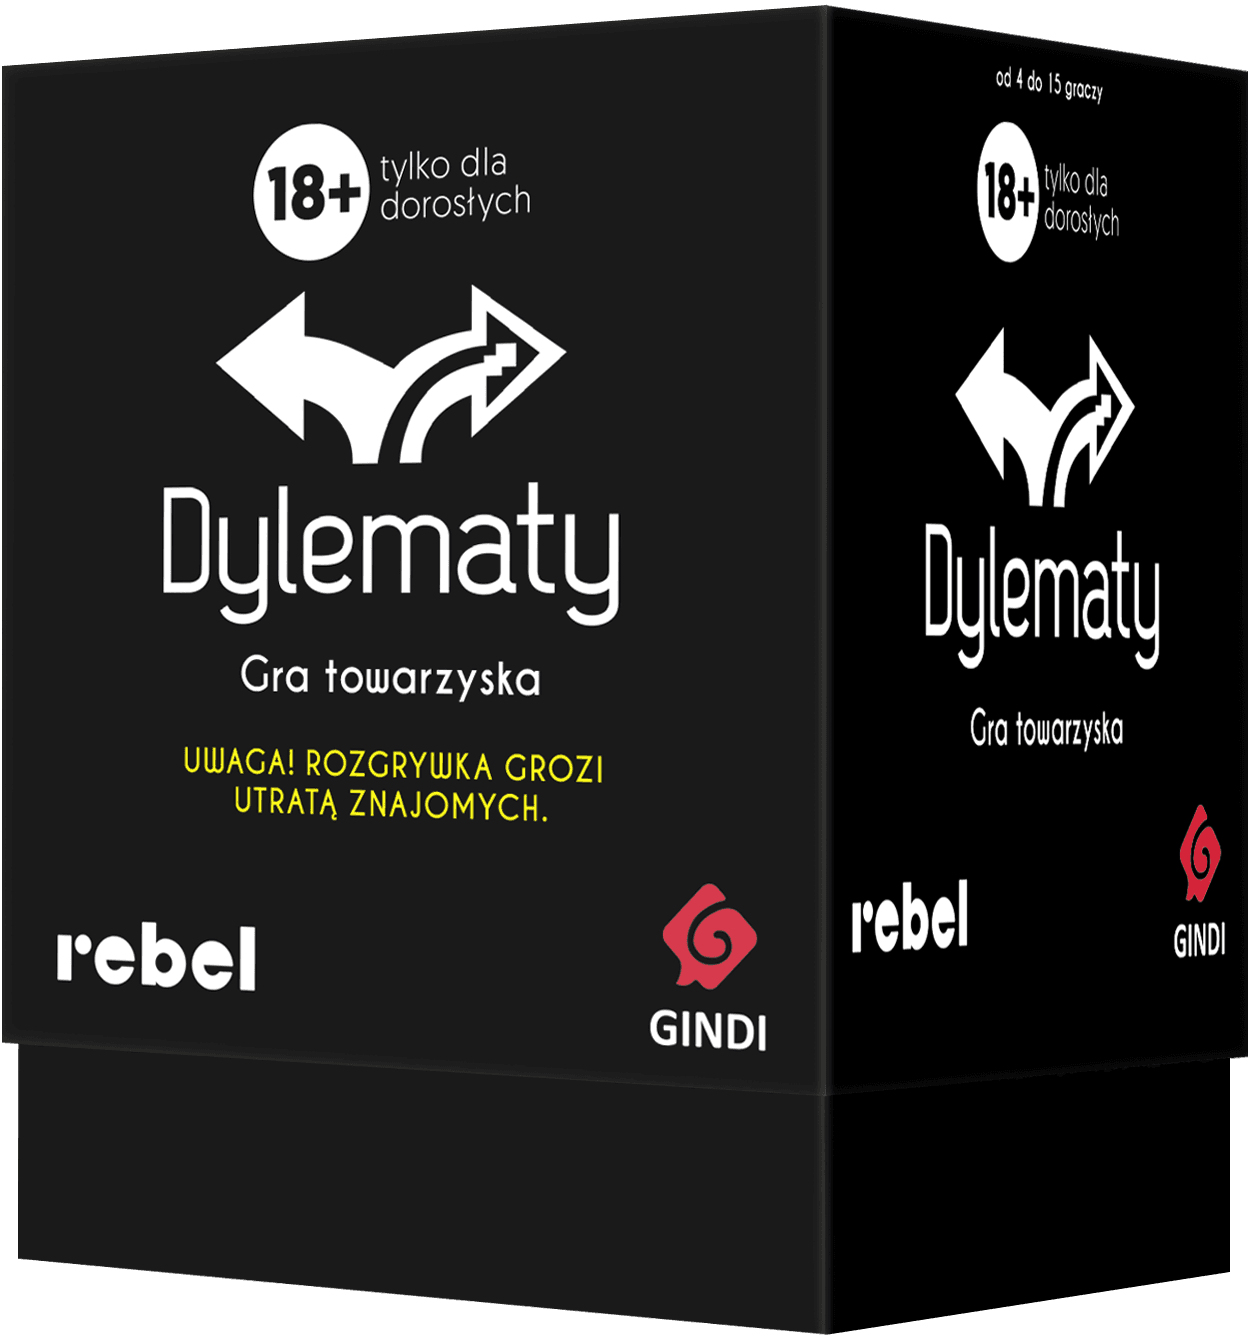 18+ tylko dla
dorosłych
Dylematy
Gra towarzyska
UWAGA! ROZGRYWKA GROZI
UTRATĄ ZNAJOMYCH.
rebel
GINDI
od 4 do 15 graczy
18+ tylko dla
dorosłych
Dylematy
Gra towarzyska
rebel
GINDI